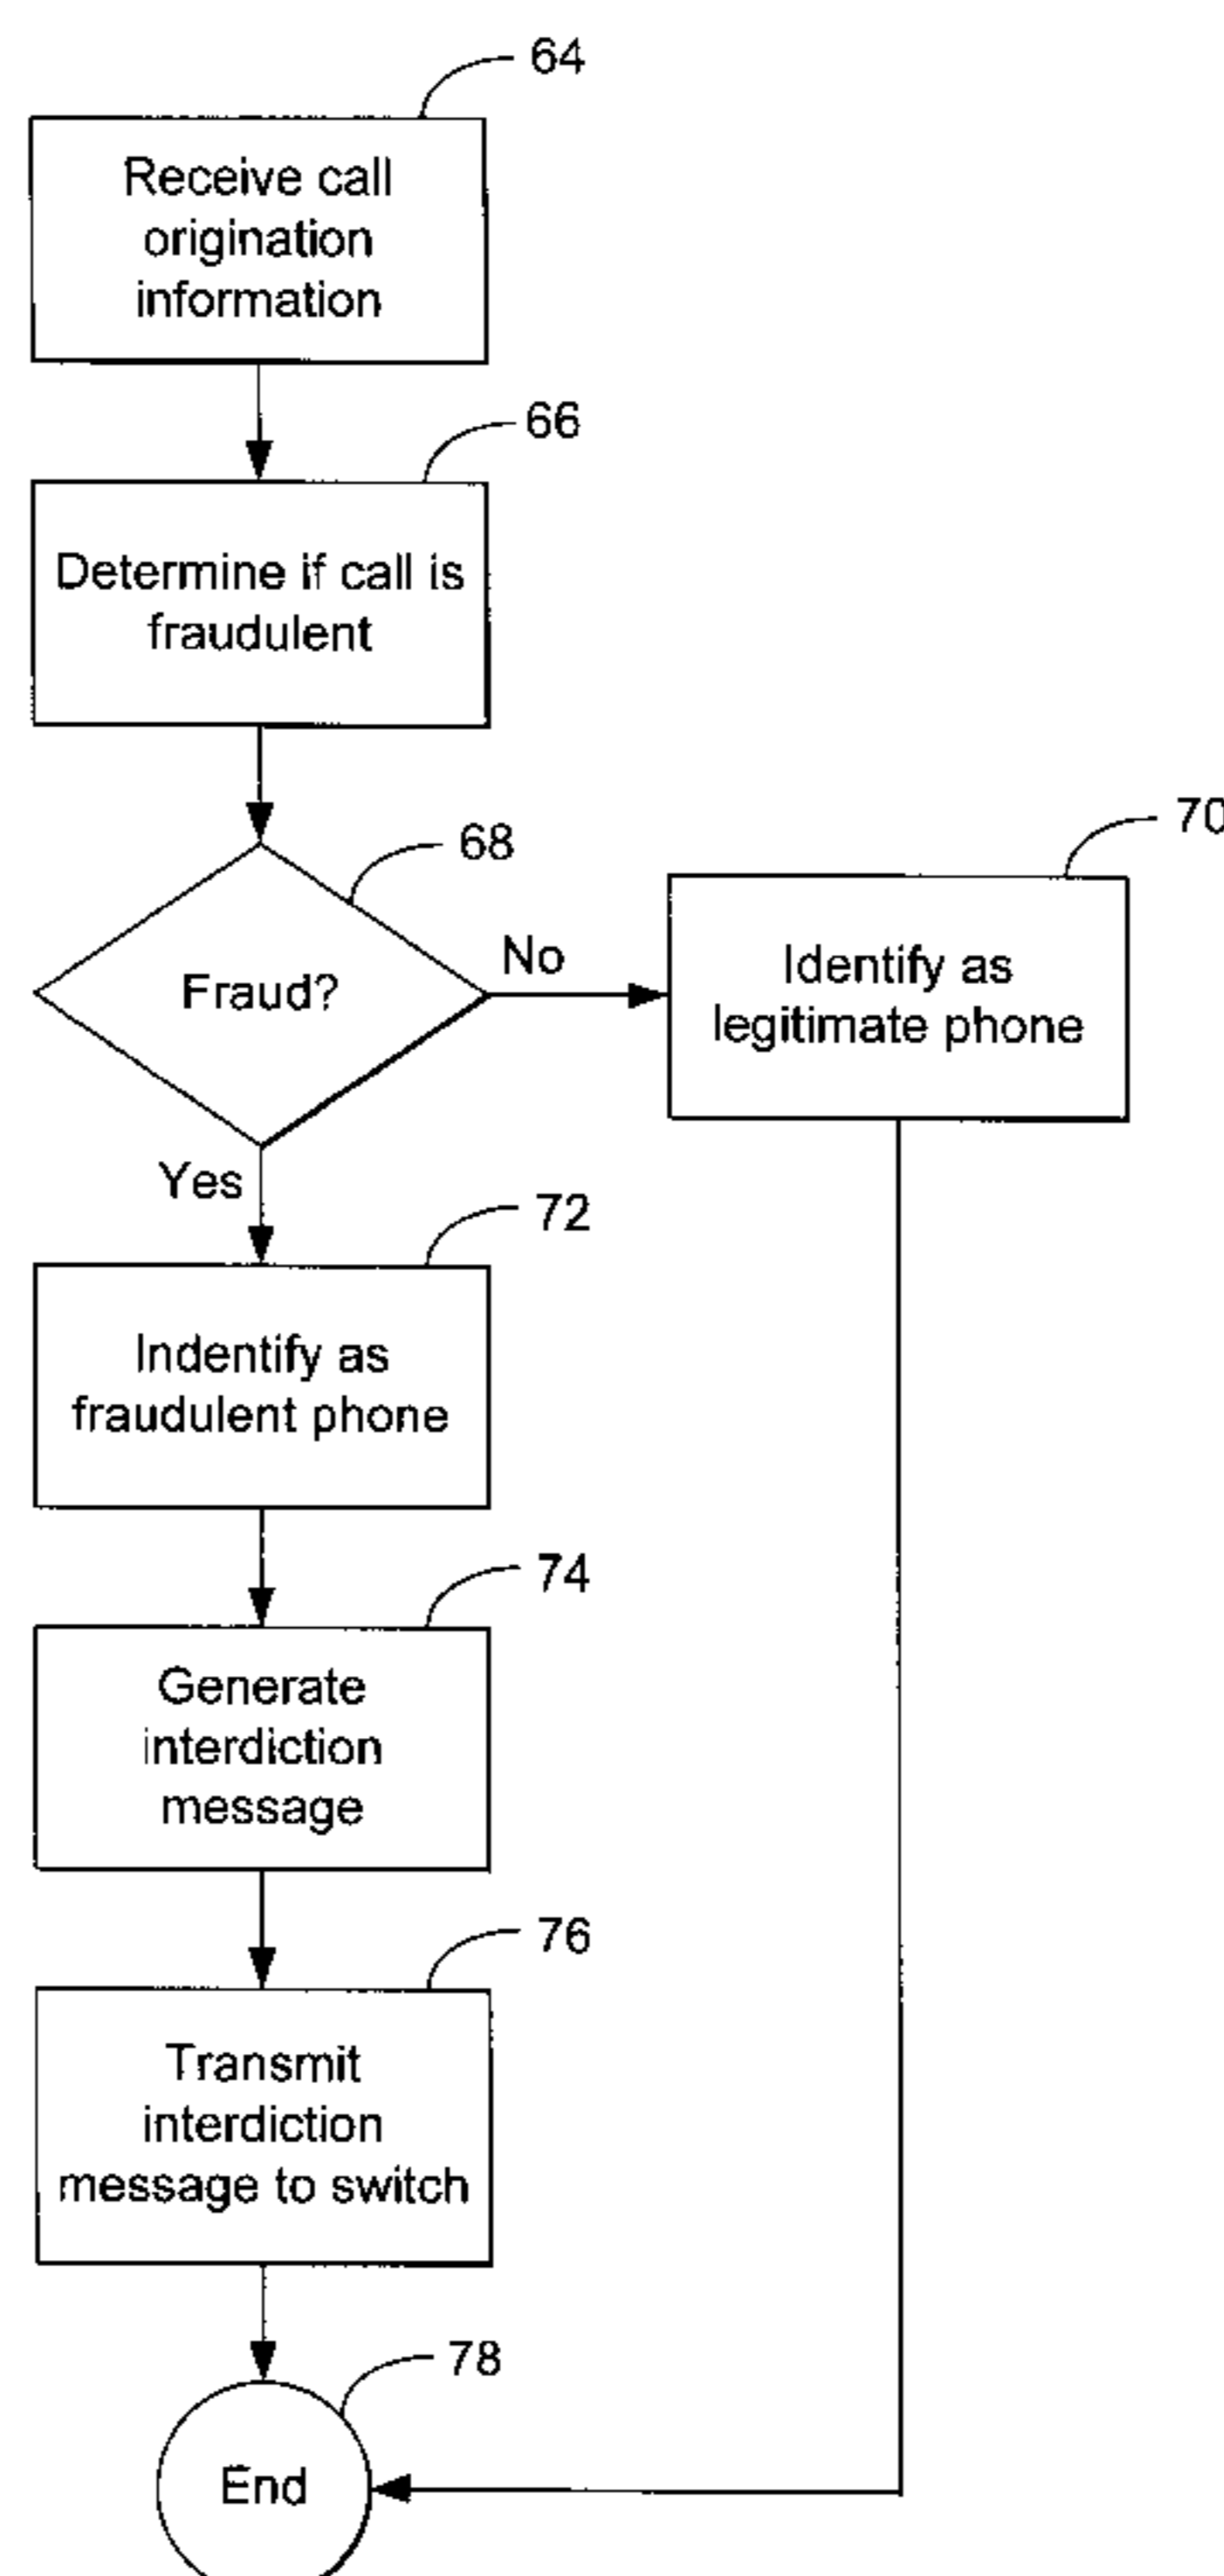 64
Receive call
origination
information
66
Determine if call is
fraudulent
68
Fraud?
No
70
Identify as
legitimate phone
Yes
72
Indentify as
fraudulent phone
74
Generate
interdiction
message
76
Transmit
interdiction
message to switch
78
End